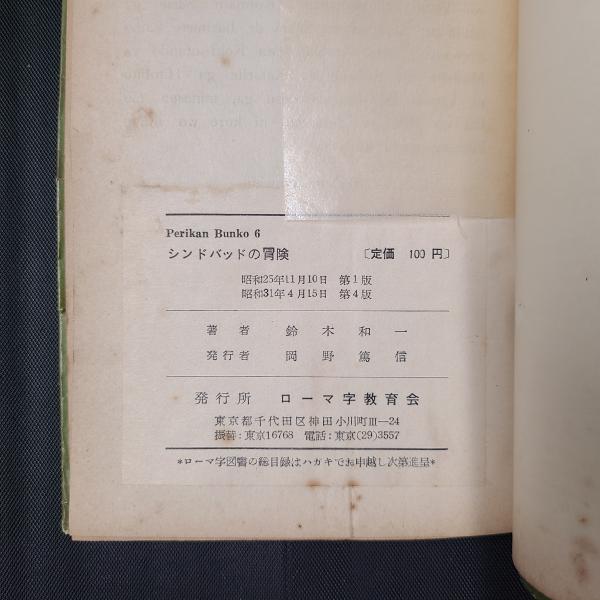 Perikan Bunko 6
シンドバッドの冒険 〔定価 100 円〕
昭和25年11月10日 第1版
昭和31年4月15日 第4版
著者 鈴木和一
発行者 岡野篤信
発行所 ローマ字教育会
東京都千代田区神田小川町Ⅲ—24
振替:東京16768 電話:東京(29)3557
*ローマ字図書の総目録はハガキでお申越し次第進呈*